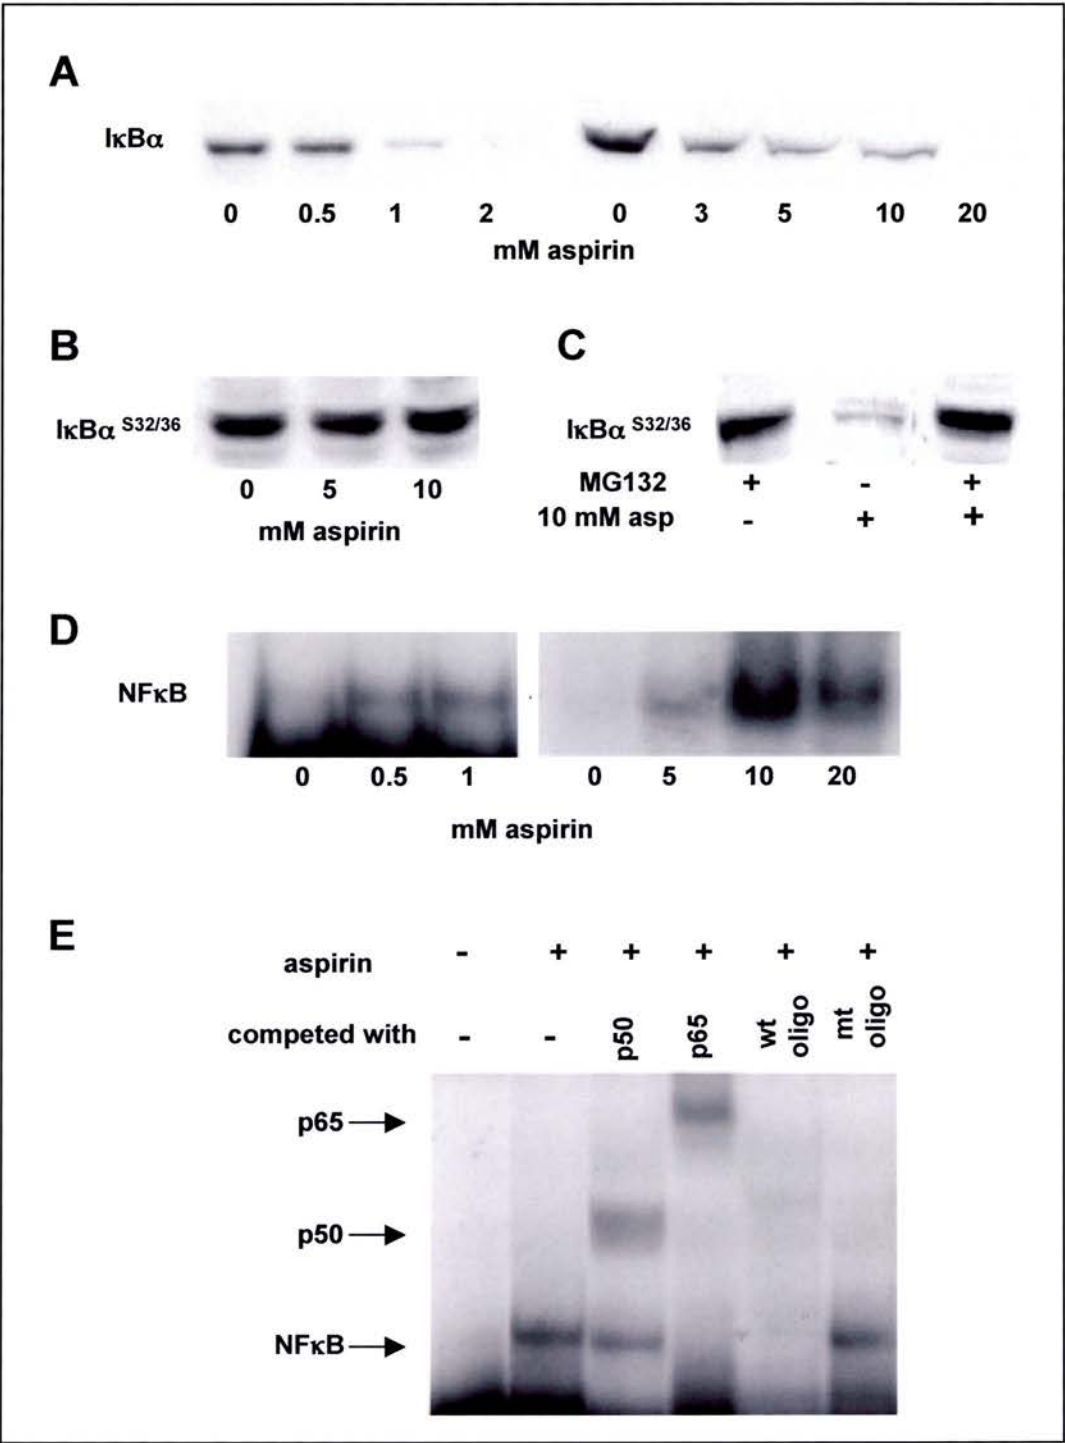 A
IκBα
0 0.5 1 2 0 3 5 10 20
mM aspirin
B
IκBα S32/36
0 5 10
mM aspirin
C
IκBα S32/36
MG132 + - +
10 mM asp - + +
D
NFκB
0 0.5 1 0 5 10 20
mM aspirin
E
aspirin - + + + + +
competed with - - p50 p65 wt oligo mt oligo
p65
p50
NFκB